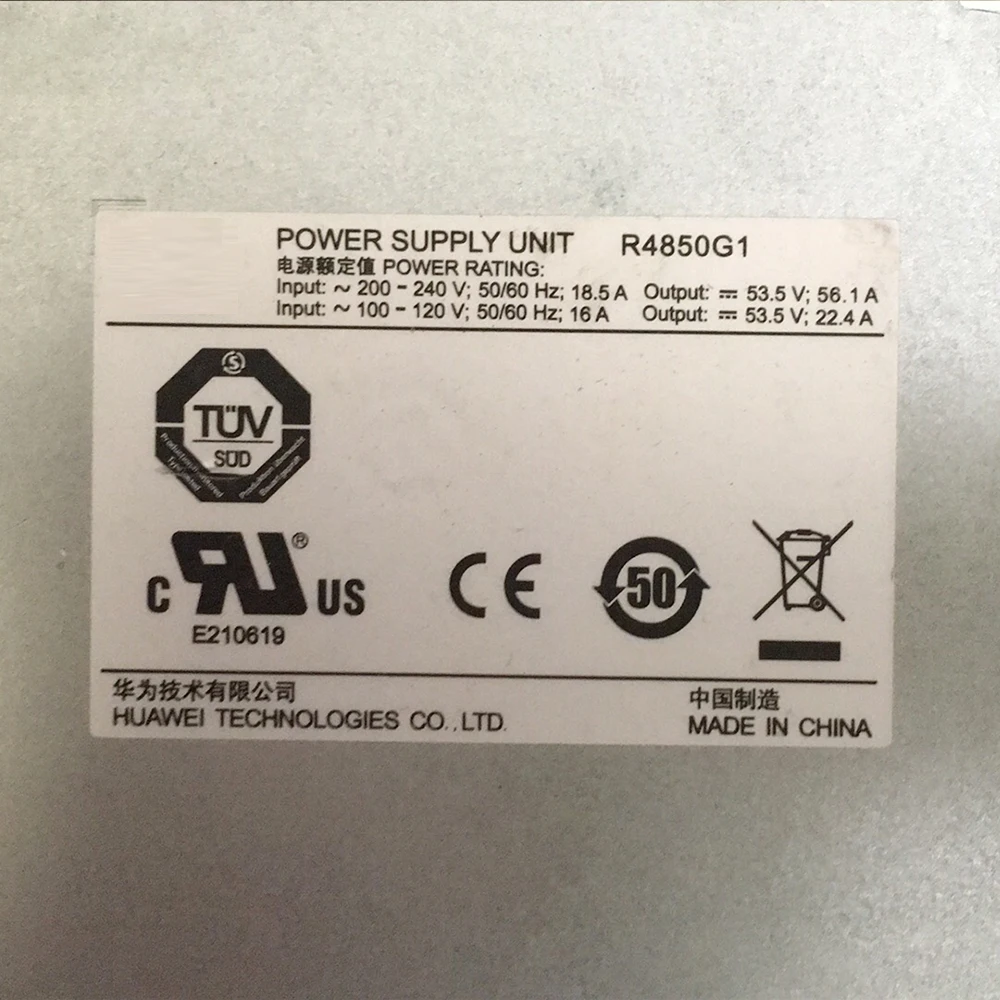 POWER SUPPLY UNIT R4850G1
电源额定值 POWER RATING:
Input: ~ 200 - 240 V; 50/60 Hz; 18.5 A Output: ⎓ 53.5 V; 56.1 A
Input: ~ 100 - 120 V; 50/60 Hz; 16 A Output: ⎓ 53.5 V; 22.4 A
S
TÜV
SÜD
C RU ® US
E210619
CE
50
华为技术有限公司
HUAWEI TECHNOLOGIES CO.,LTD.
中国制造
MADE IN CHINA